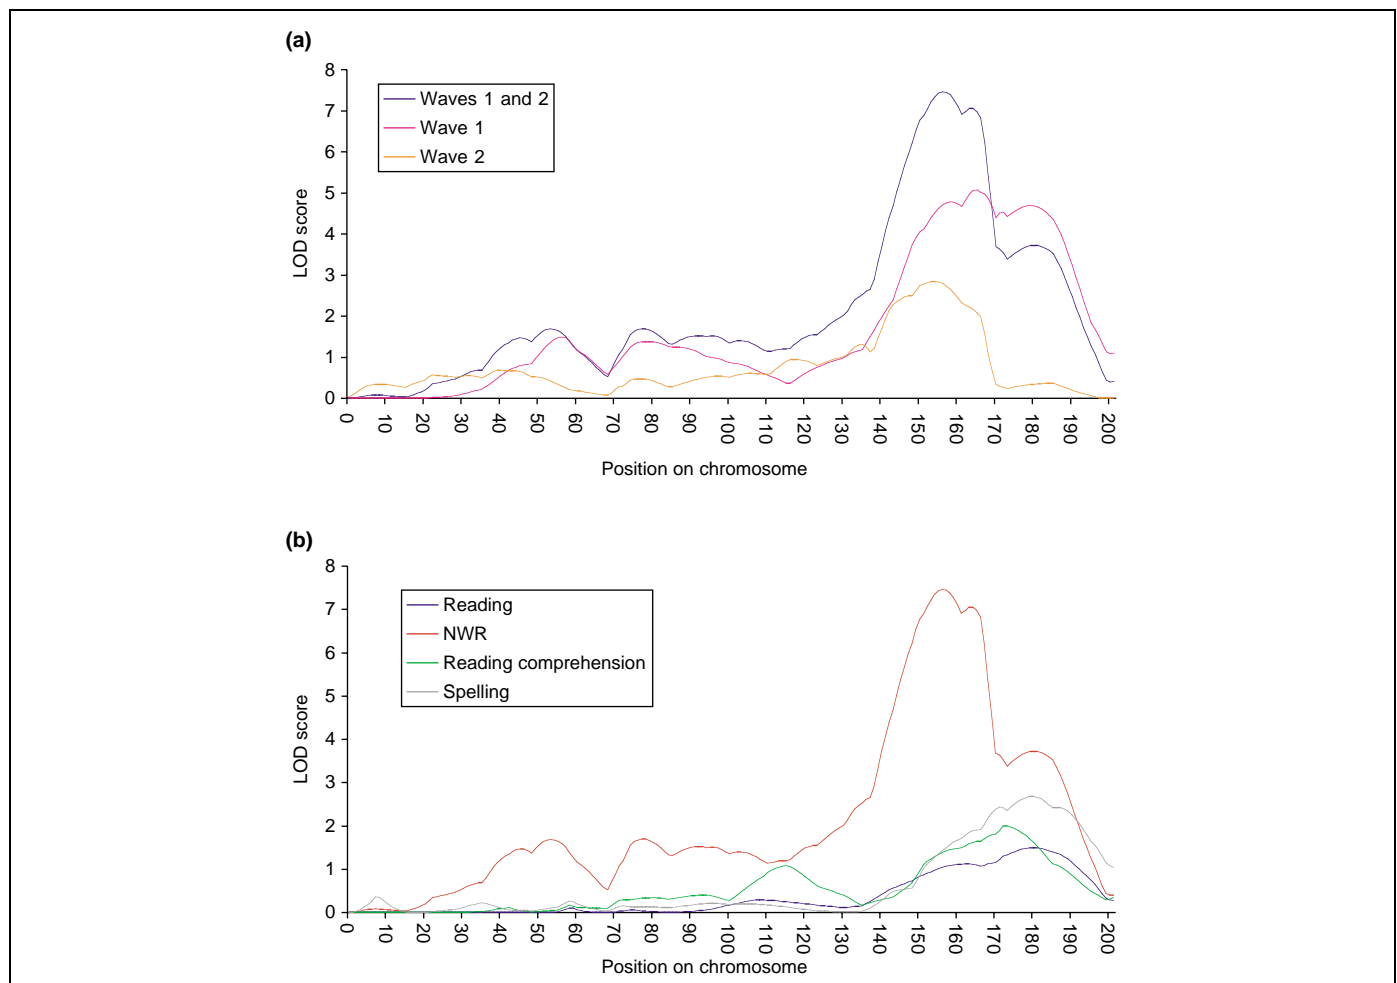 (a)
8
7
6
5
4
3
2
1
0
LOD score
Waves 1 and 2
Wave 1
Wave 2
0 10 20 30 40 50 60 70 80 90 100 110 120 130 140 150 160 170 180 190 200
Position on chromosome
(b)
8
7
6
5
4
3
2
1
0
LOD score
Reading
NWR
Reading comprehension
Spelling
0 10 20 30 40 50 60 70 80 90 100 110 120 130 140 150 160 170 180 190 200
Position on chromosome